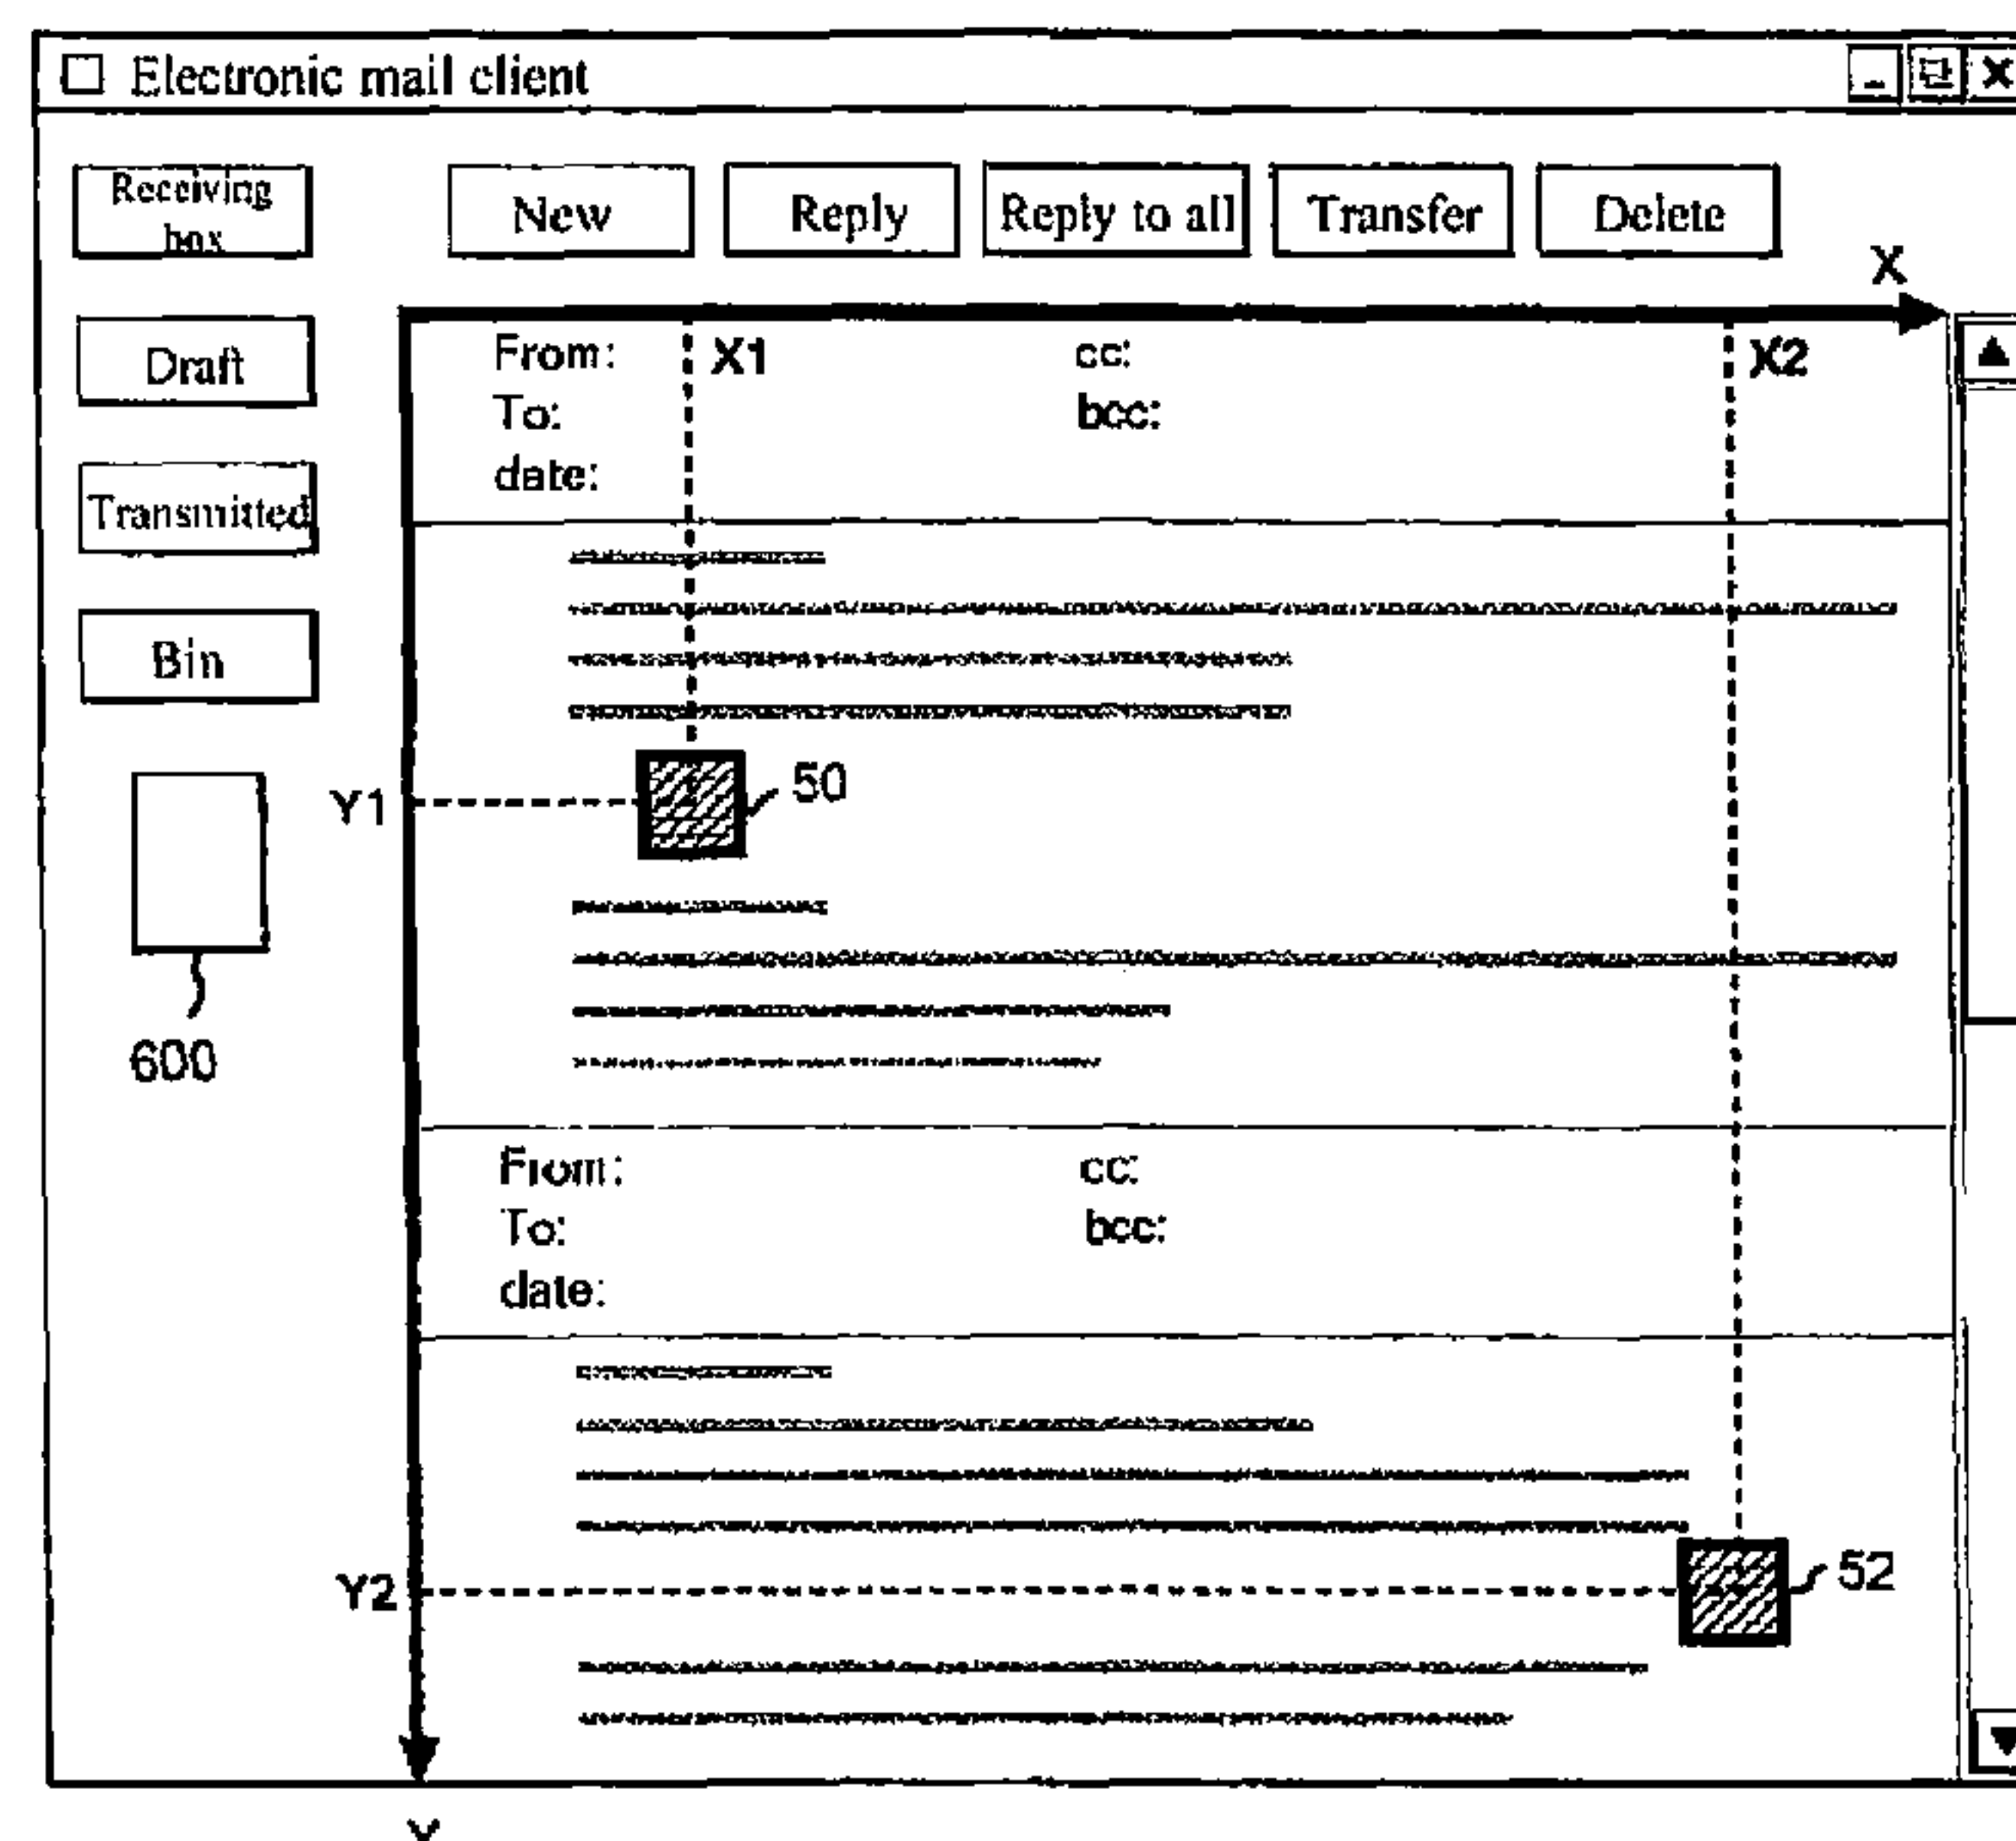 Electronic mail client
Receiving
box
New
Reply
Reply to all
Transfer
Delete
X
Draft
Transmitted
Bin
From:
X1
cc:
X2
To:
bcc:
date:
Y1
50
600
From:
cc:
To:
bcc:
date:
Y2
52
Y